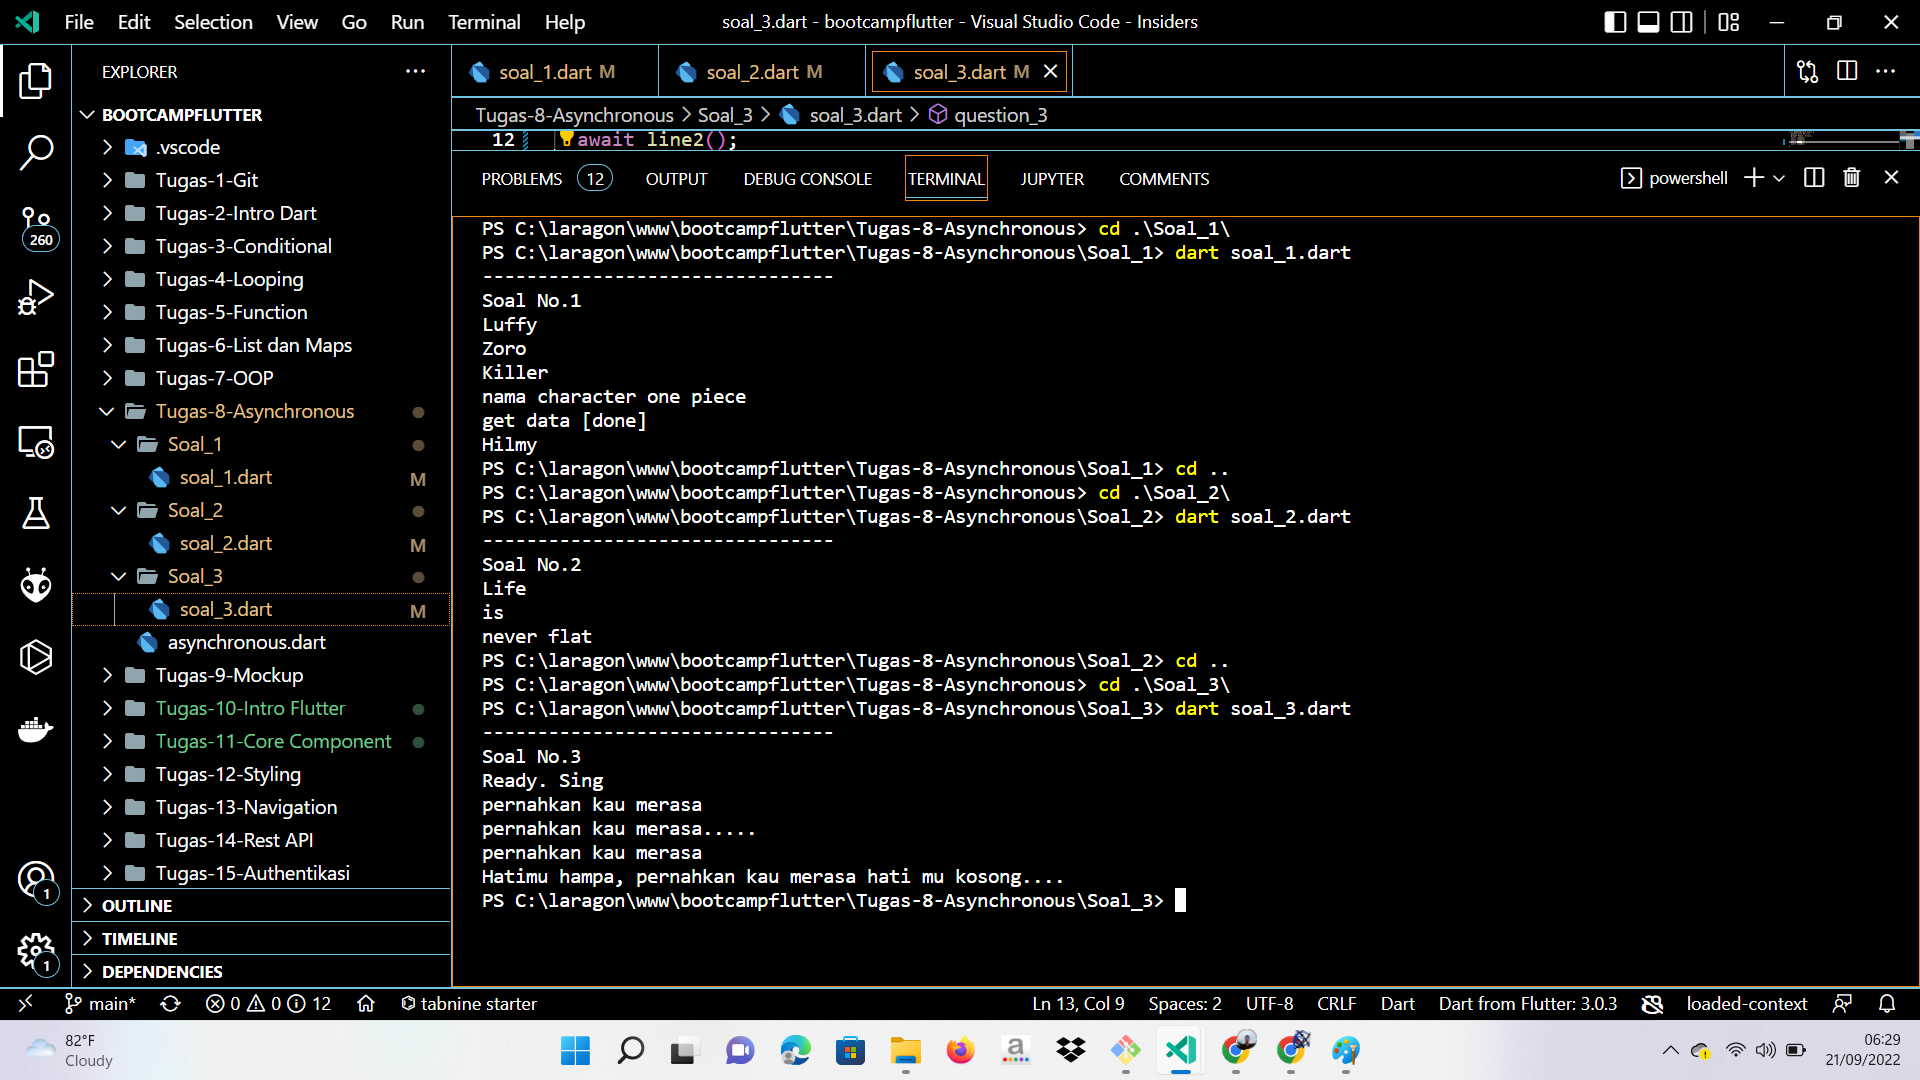 File Edit Selection View Go Run Terminal Help
soal_3.dart - bootcampflutter - Visual Studio Code - Insiders
EXPLORER
BOOTCAMPFLUTTER
.vscode
Tugas-1-Git
Tugas-2-Intro Dart
Tugas-3-Conditional
Tugas-4-Looping
Tugas-5-Function
Tugas-6-List dan Maps
Tugas-7-OOP
Tugas-8-Asynchronous
Soal_1
soal_1.dart M
Soal_2
soal_2.dart M
Soal_3
soal_3.dart M
asynchronous.dart
Tugas-9-Mockup
Tugas-10-Intro Flutter
Tugas-11-Core Component
Tugas-12-Styling
Tugas-13-Navigation
Tugas-14-Rest API
Tugas-15-Authentikasi
OUTLINE
TIMELINE
DEPENDENCIES
260
1
1
soal_1.dart M soal_2.dart M soal_3.dart M
Tugas-8-Asynchronous > Soal_3 > soal_3.dart > question_3
12 await line2();
PROBLEMS 12 OUTPUT DEBUG CONSOLE TERMINAL JUPYTER COMMENTS
powershell
PS C:\laragon\www\bootcampflutter\Tugas-8-Asynchronous> cd .\Soal_1\
PS C:\laragon\www\bootcampflutter\Tugas-8-Asynchronous\Soal_1> dart soal_1.dart
--------------------------------
Soal No.1
Luffy
Zoro
Killer
nama character one piece
get data [done]
Hilmy
PS C:\laragon\www\bootcampflutter\Tugas-8-Asynchronous\Soal_1> cd ..
PS C:\laragon\www\bootcampflutter\Tugas-8-Asynchronous> cd .\Soal_2\
PS C:\laragon\www\bootcampflutter\Tugas-8-Asynchronous\Soal_2> dart soal_2.dart
--------------------------------
Soal No.2
Life
is
never flat
PS C:\laragon\www\bootcampflutter\Tugas-8-Asynchronous\Soal_2> cd ..
PS C:\laragon\www\bootcampflutter\Tugas-8-Asynchronous> cd .\Soal_3\
PS C:\laragon\www\bootcampflutter\Tugas-8-Asynchronous\Soal_3> dart soal_3.dart
--------------------------------
Soal No.3
Ready. Sing
pernahkan kau merasa
pernahkan kau merasa.....
pernahkan kau merasa
Hatimu hampa, pernahkan kau merasa hati mu kosong....
PS C:\laragon\www\bootcampflutter\Tugas-8-Asynchronous\Soal_3>
main* 0 0 12 tabnine starter
Ln 13, Col 9 Spaces: 2 UTF-8 CRLF Dart Dart from Flutter: 3.0.3 loaded-context
82°F
Cloudy
06:29
21/09/2022